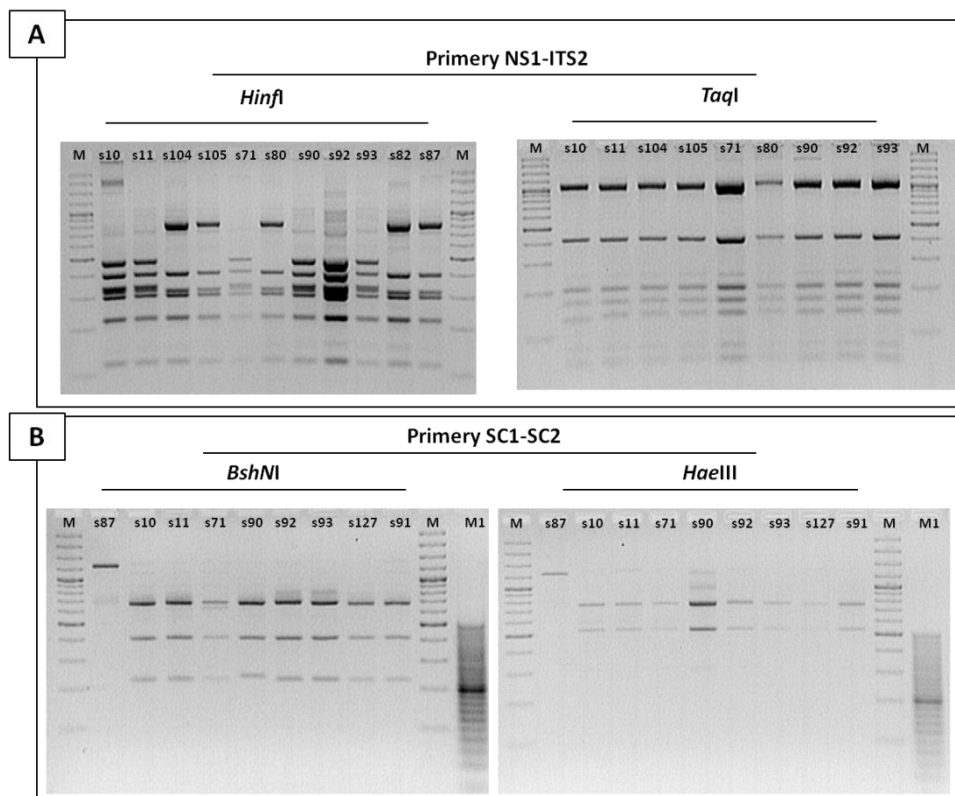 A
Primery NS1-ITS2
HinfI
TaqI
M s10 s11 s104 s105 s71 s80 s90 s92 s93 s82 s87 M
M s10 s11 s104 s105 s71 s80 s90 s92 s93 M
B
Primery SC1-SC2
BshNI
HaeIII
M s87 s10 s11 s71 s90 s92 s93 s127 s91 M M1
M s87 s10 s11 s71 s90 s92 s93 s127 s91 M M1